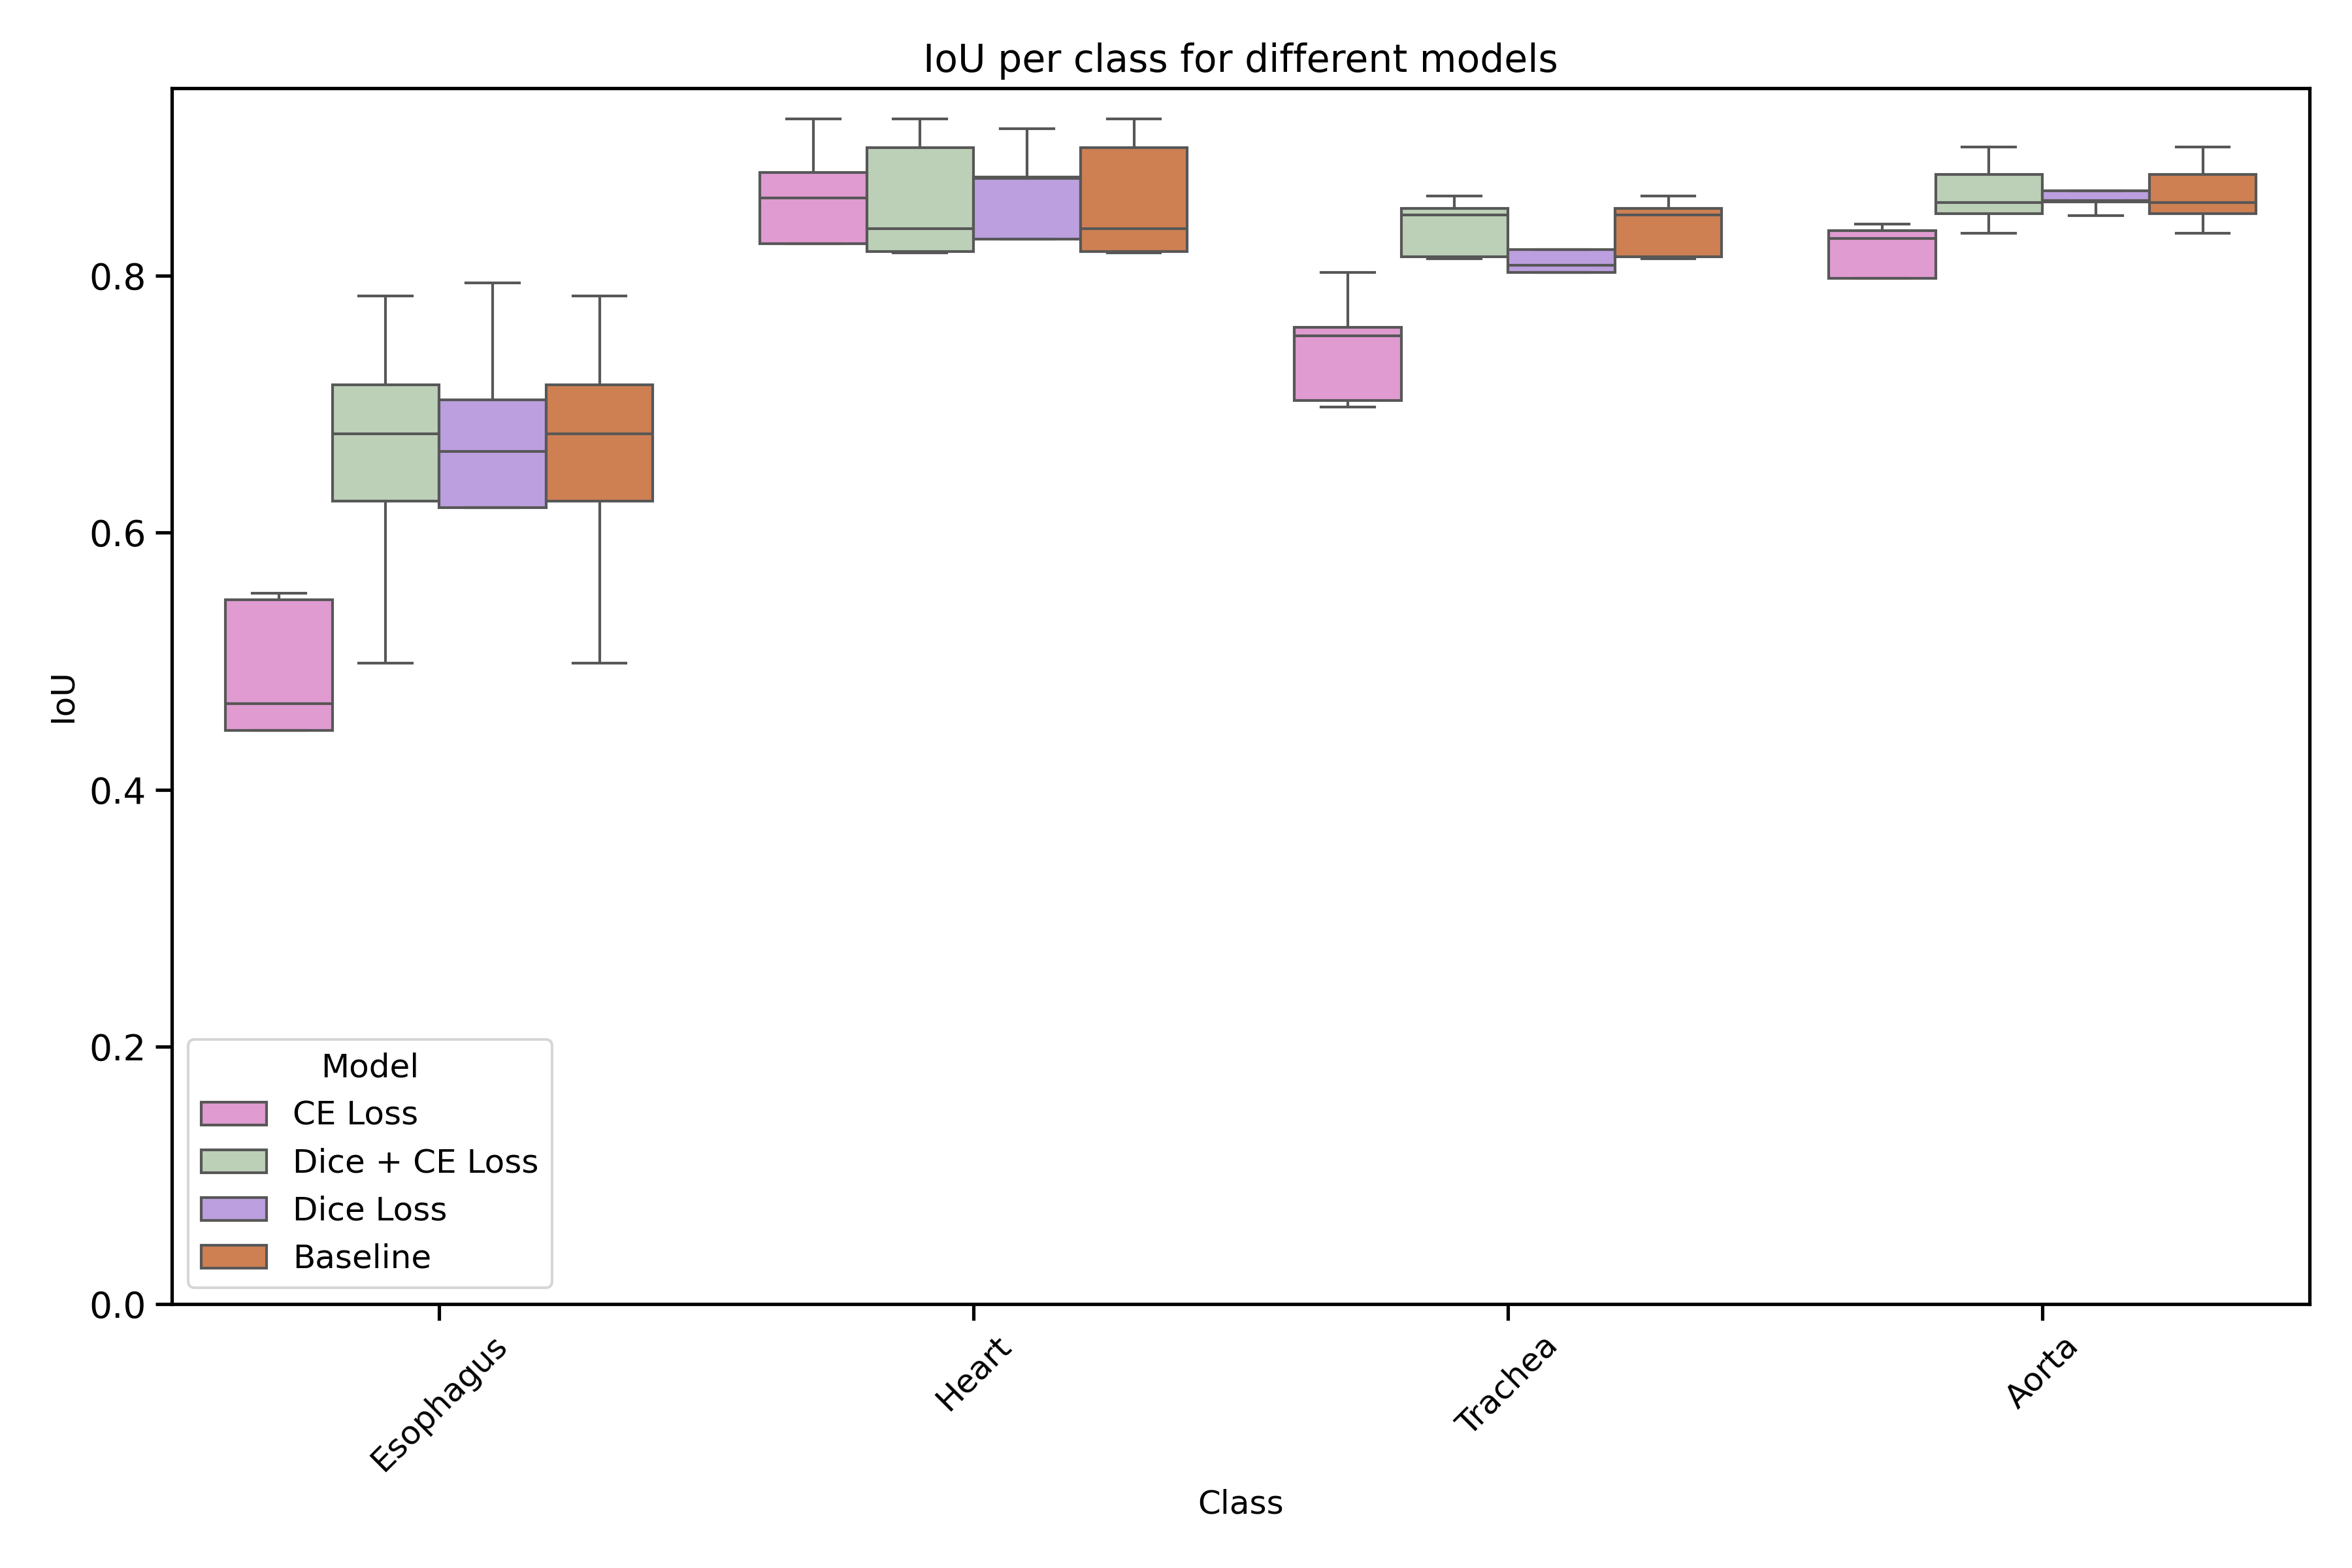 IoU per class for different models
IoU
0.8
0.6
0.4
0.2
0.0
Model
CE Loss
Dice + CE Loss
Dice Loss
Baseline
Esophagus
Heart
Trachea
Aorta
Class